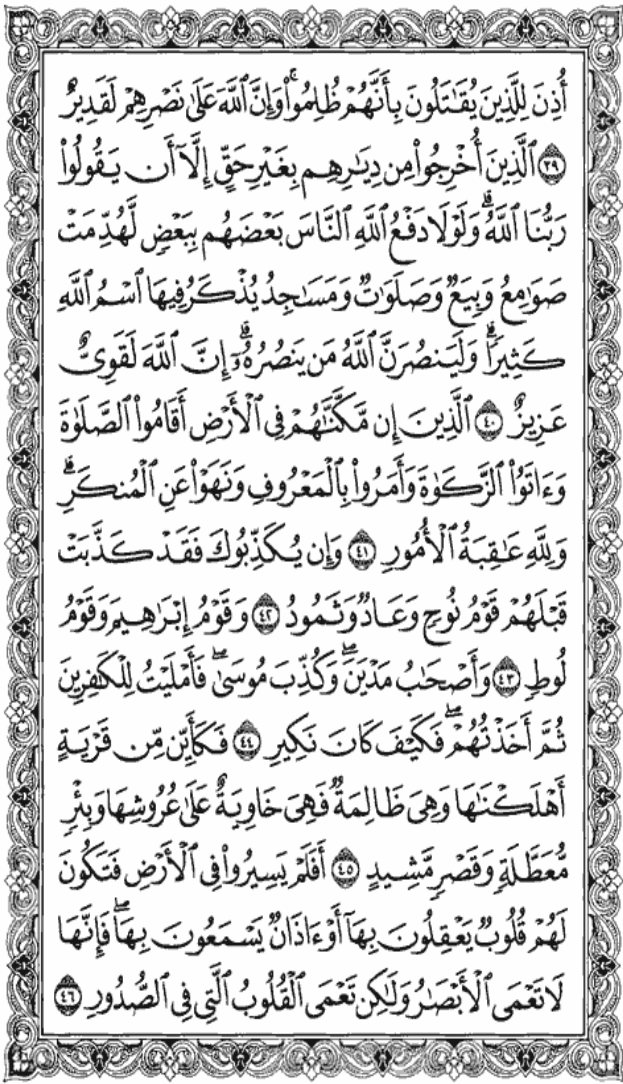 أُذِنَ لِلَّذِينَ يُقَٰتَلُونَ بِأَنَّهُمْ ظُلِمُوا۟ ۚ وَإِنَّ ٱللَّهَ عَلَىٰ نَصْرِهِمْ لَقَدِيرٌ
٣٩ ٱلَّذِينَ أُخْرِجُوا۟ مِن دِيَٰرِهِم بِغَيْرِ حَقٍّ إِلَّآ أَن يَقُولُوا۟
رَبُّنَا ٱللَّهُ ۗ وَلَوْلَا دَفْعُ ٱللَّهِ ٱلنَّاسَ بَعْضَهُم بِبَعْضٍ لَّهُدِّمَتْ
صَوَٰمِعُ وَبِيَعٌ وَصَلَوَٰتٌ وَمَسَٰجِدُ يُذْكَرُ فِيهَا ٱسْمُ ٱللَّهِ
كَثِيرًا ۗ وَلَيَنصُرَنَّ ٱللَّهُ مَن يَنصُرُهُۥٓ ۗ إِنَّ ٱللَّهَ لَقَوِىٌّ
عَزِيزٌ ٤٠ ٱلَّذِينَ إِن مَّكَّنَّٰهُمْ فِى ٱلْأَرْضِ أَقَامُوا۟ ٱلصَّلَوٰةَ
وَءَاتَوُا۟ ٱلزَّكَوٰةَ وَأَمَرُوا۟ بِٱلْمَعْرُوفِ وَنَهَوْا۟ عَنِ ٱلْمُنكَرِ ۗ
وَلِلَّهِ عَٰقِبَةُ ٱلْأُمُورِ ٤١ وَإِن يُكَذِّبُوكَ فَقَدْ كَذَّبَتْ
قَبْلَهُمْ قَوْمُ نُوحٍ وَعَادٌ وَثَمُودُ ٤٢ وَقَوْمُ إِبْرَٰهِيمَ وَقَوْمُ
لُوطٍ ٤٣ وَأَصْحَٰبُ مَدْيَنَ ۖ وَكُذِّبَ مُوسَىٰ ۖ فَأَمْلَيْتُ لِلْكَٰفِرِينَ
ثُمَّ أَخَذْتُهُمْ ۖ فَكَيْفَ كَانَ نَكِيرِ ٤٤ فَكَأَيِّن مِّن قَرْيَةٍ
أَهْلَكْنَٰهَا وَهِىَ ظَالِمَةٌ فَهِىَ خَاوِيَةٌ عَلَىٰ عُرُوشِهَا وَبِئْرٍ
مُّعَطَّلَةٍ وَقَصْرٍ مَّشِيدٍ ٤٥ أَفَلَمْ يَسِيرُوا۟ فِى ٱلْأَرْضِ فَتَكُونَ
لَهُمْ قُلُوبٌ يَعْقِلُونَ بِهَآ أَوْ ءَاذَانٌ يَسْمَعُونَ بِهَا ۖ فَإِنَّهَا
لَا تَعْمَى ٱلْأَبْصَٰرُ وَلَٰكِن تَعْمَى ٱلْقُلُوبُ ٱلَّتِى فِى ٱلصُّدُورِ ٤٦